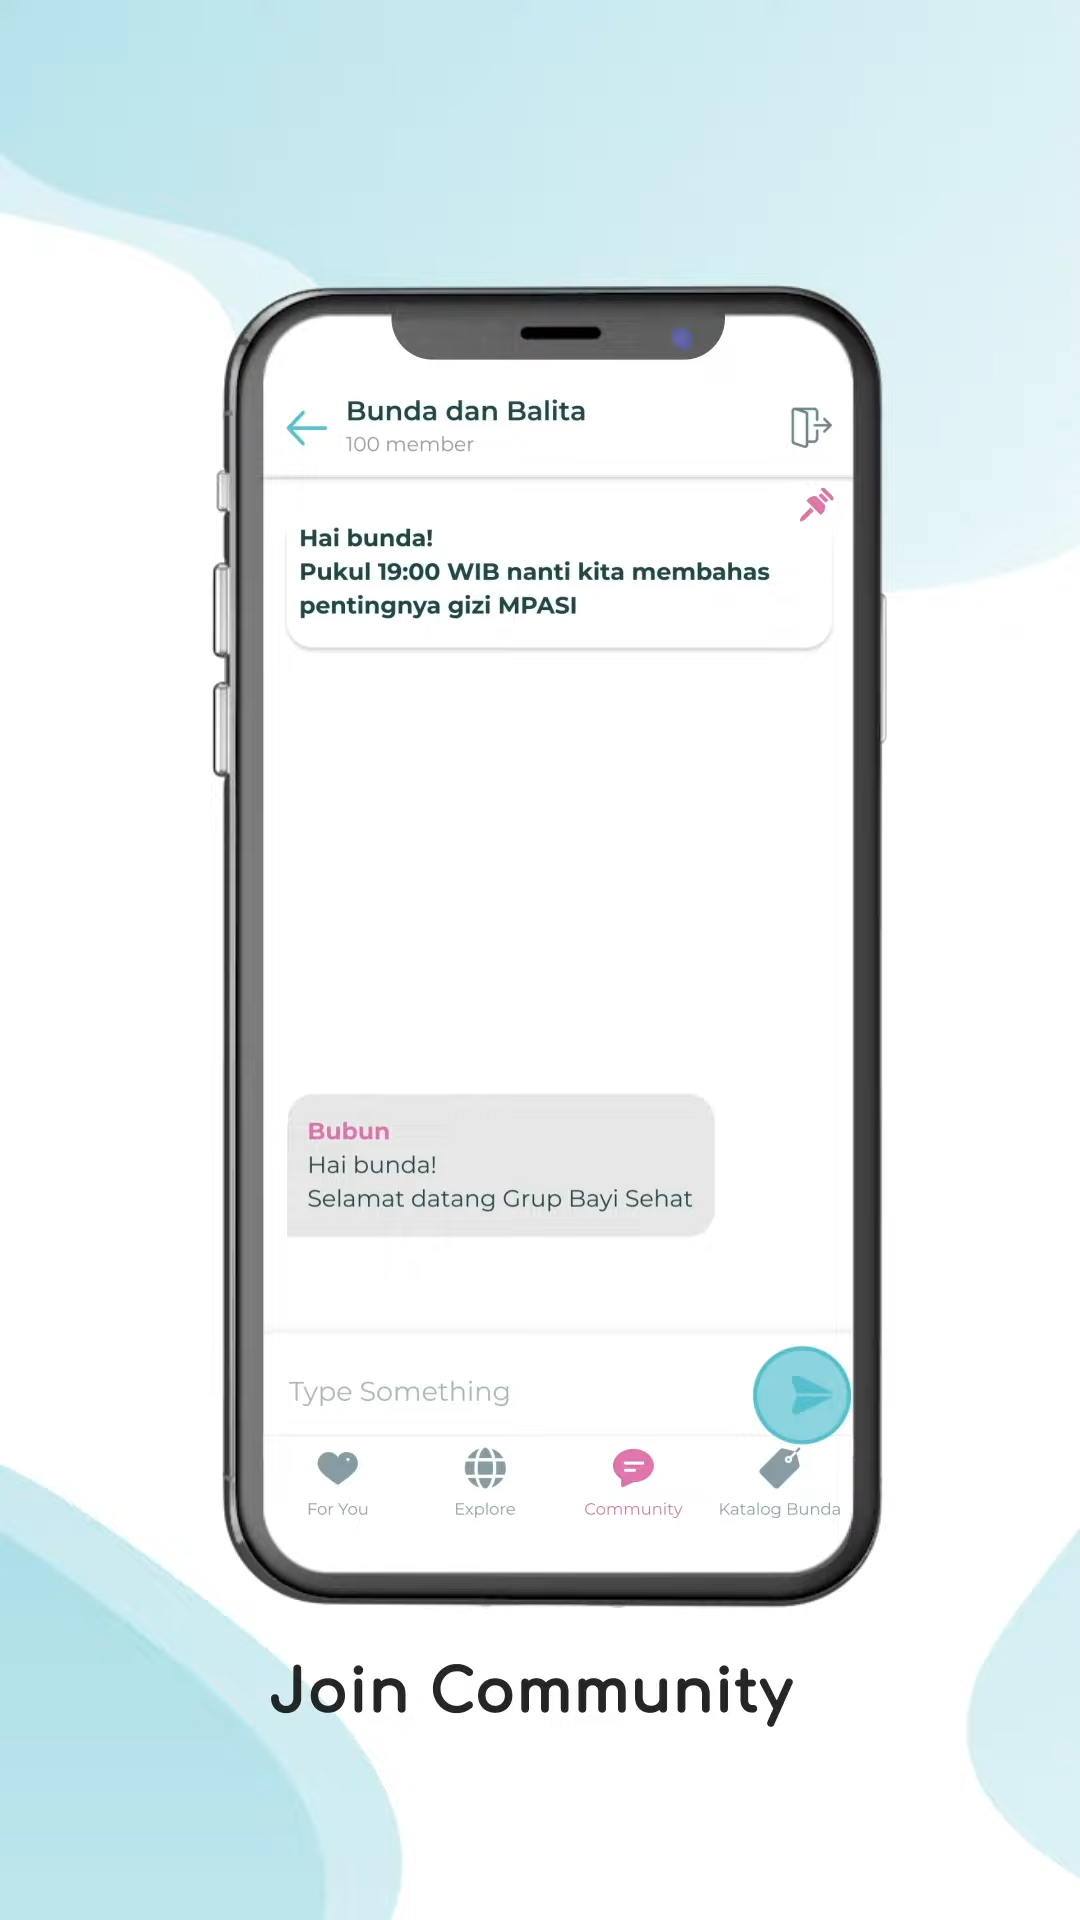 Bunda dan Balita
100 member
Hai bunda!
Pukul 19:00 WIB nanti kita membahas
pentingnya gizi MPASI
Bubun
Hai bunda!
Selamat datang Grup Bayi Sehat
Type Something
For You
Explore
Community
Katalog Bunda
Join Community